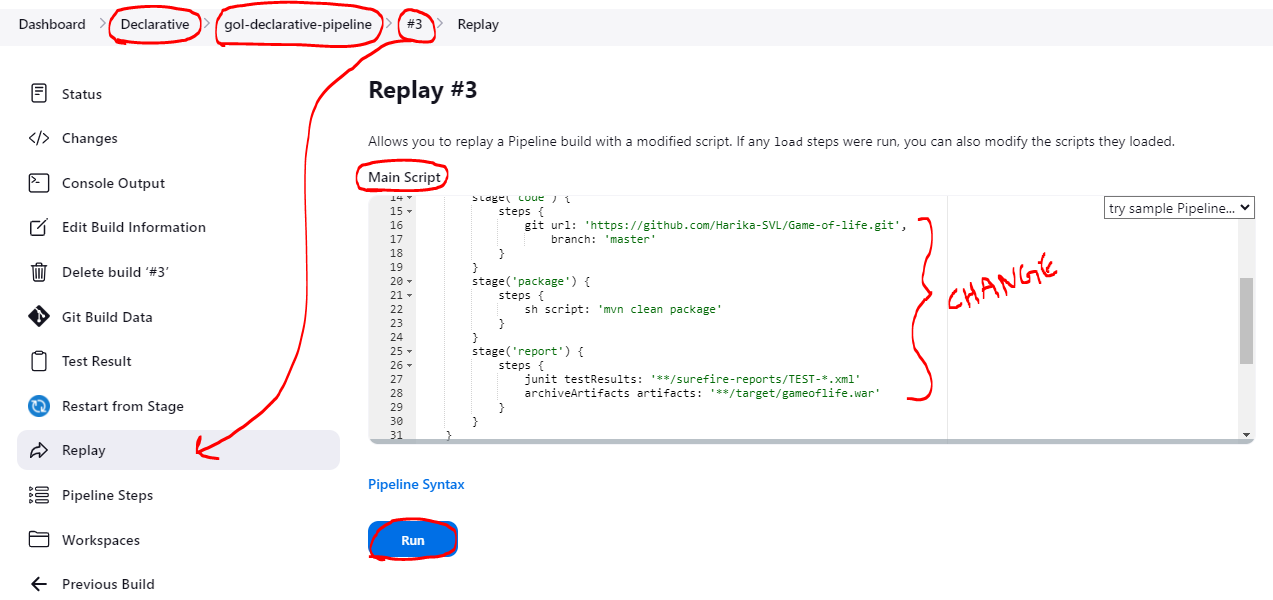 Dashboard > Declarative > gol-declarative-pipeline > #3 > Replay
Status
Changes
Console Output
Edit Build Information
Delete build ‘#3’
Git Build Data
Test Result
Restart from Stage
Replay
Pipeline Steps
Workspaces
Previous Build
Replay #3
Allows you to replay a Pipeline build with a modified script. If any load steps were run, you can also modify the scripts they loaded.
Main Script
try sample Pipeline...
14 stage('code') {
15 steps {
16 git url: 'https://github.com/Harika-SVL/Game-of-life.git',
17 branch: 'master'
18 }
19 }
20 stage('package') {
21 steps {
22 sh script: 'mvn clean package'
23 }
24 }
25 stage('report') {
26 steps {
27 junit testResults: '**/surefire-reports/TEST-*.xml'
28 archiveArtifacts artifacts: '**/target/gameoflife.war'
29 }
30 }
31 }
CHANGE
Pipeline Syntax
Run